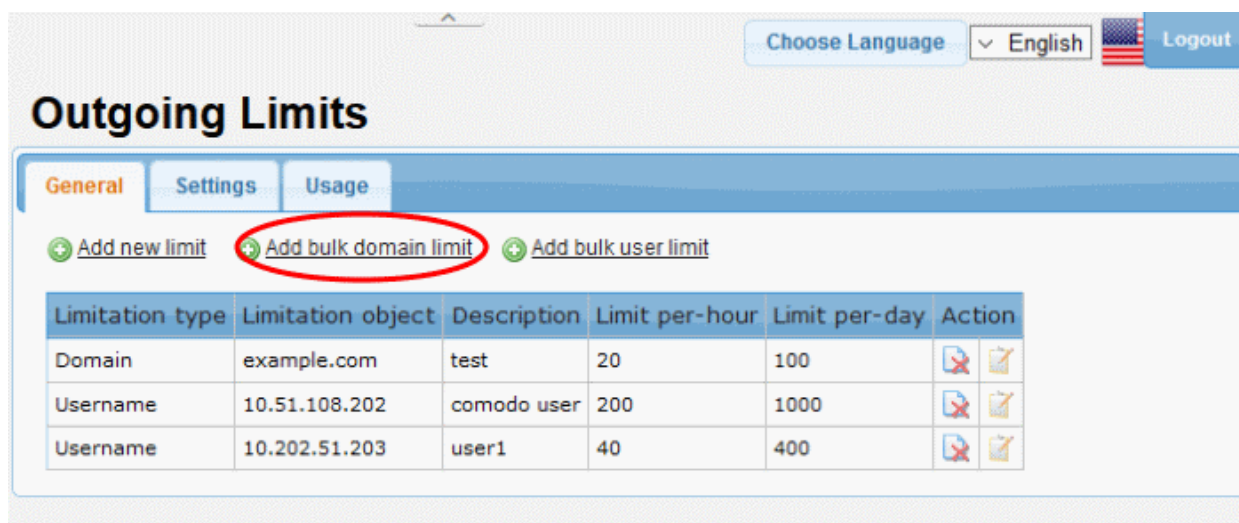 Choose Language English Logout
Outgoing Limits
General Settings Usage
Add new limit Add bulk domain limit Add bulk user limit
Limitation type Limitation object Description Limit per-hour Limit per-day Action
Domain example.com test 20 100
Username 10.51.108.202 comodo user 200 1000
Username 10.202.51.203 user1 40 400